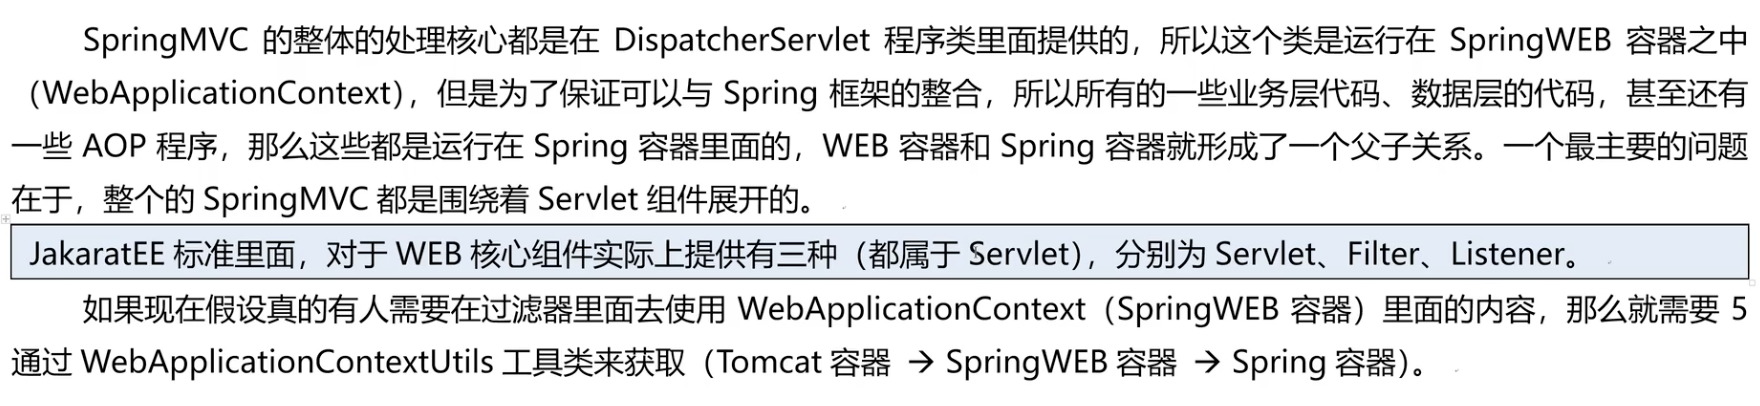 SpringMVC 的整体的处理核心都是在 DispatcherServlet 程序类里面提供的，所以这个类是运行在 SpringWEB 容器之中
（WebApplicationContext），但是为了保证可以与 Spring 框架的整合，所以所有的一些业务层代码、数据层的代码，甚至还有
一些 AOP 程序，那么这些都是运行在 Spring 容器里面的，WEB 容器和 Spring 容器就形成了一个父子关系。一个最主要的问题
在于，整个的 SpringMVC 都是围绕着 Servlet 组件展开的。
JakaratEE 标准里面，对于 WEB 核心组件实际上提供有三种（都属于 Servlet），分别为 Servlet、Filter、Listener。
如果现在假设真的有人需要在过滤器里面去使用 WebApplicationContext（SpringWEB 容器）里面的内容，那么就需要 5
通过 WebApplicationContextUtils 工具类来获取（Tomcat 容器 → SpringWEB 容器 → Spring 容器）。